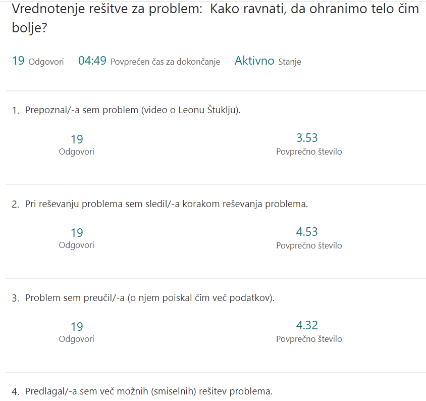 Vrednotenje rešitve za problem: Kako ravnati, da ohranimo telo čim
bolje?
19 Odgovori 04:49 Povprečen čas za dokončanje Aktivno Stanje
1. Prepoznal/-a sem problem (video o Leonu Štuklju).
19 3.53
Odgovori Povprečno število
2. Pri reševanju problema sem sledil/-a korakom reševanja problema.
19 4.53
Odgovori Povprečno število
3. Problem sem preučil/-a (o njem poiskal čim več podatkov).
19 4.32
Odgovori Povprečno število
4. Predlagal/-a sem več možnih (smiselnih) rešitev problema.